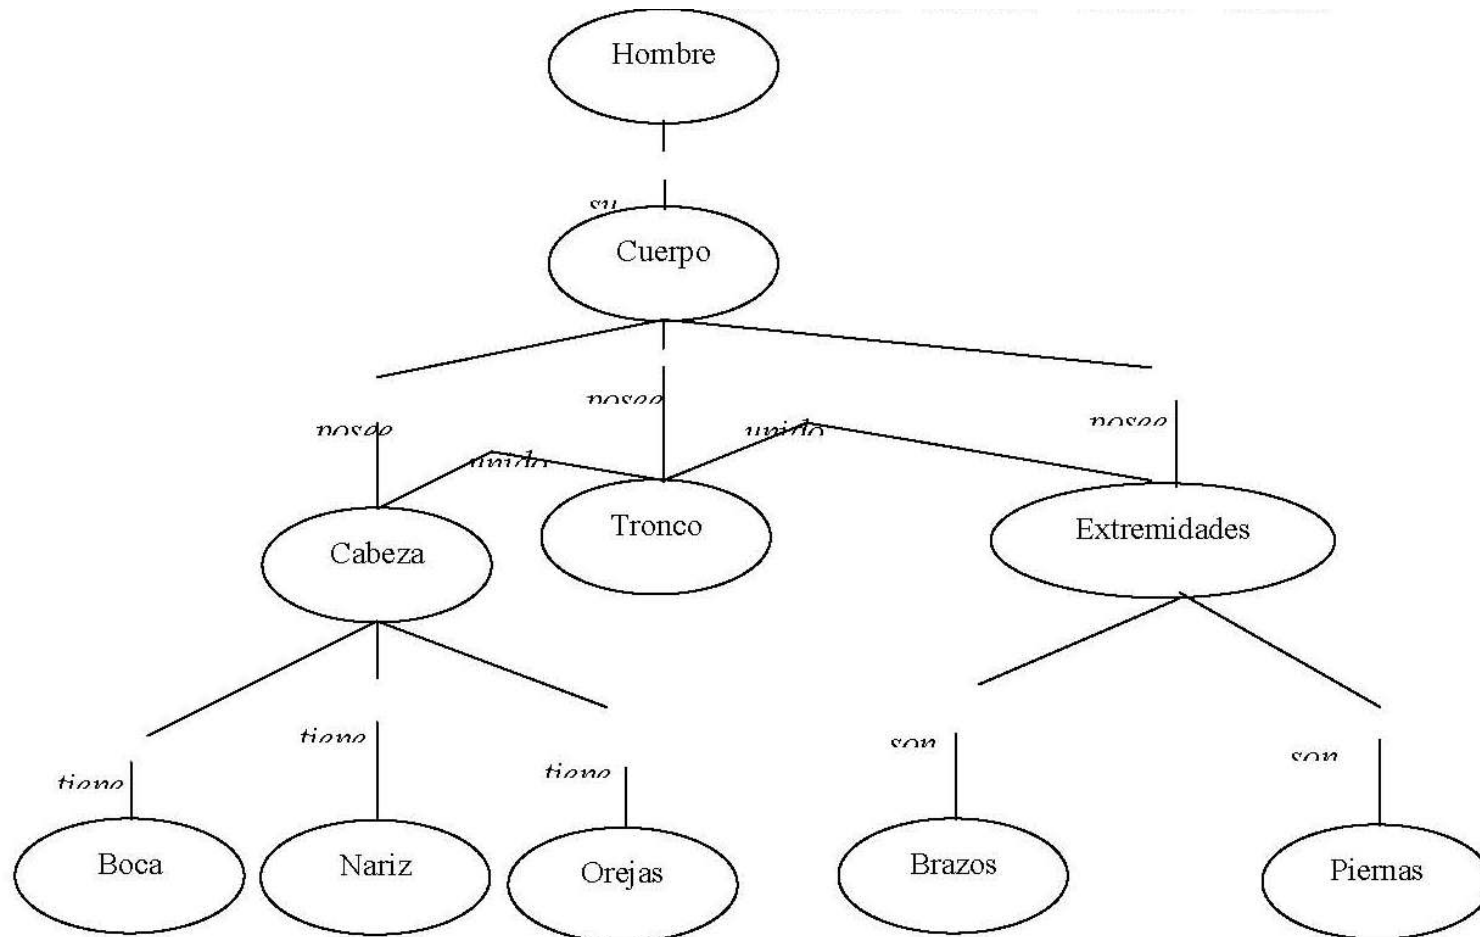 Hombre
su
Cuerpo
posee
posee
posee
unido
unido
Tronco
Extremidades
Cabeza
tiene
tiene
tiene
son
son
Boca
Nariz
Orejas
Brazos
Piernas